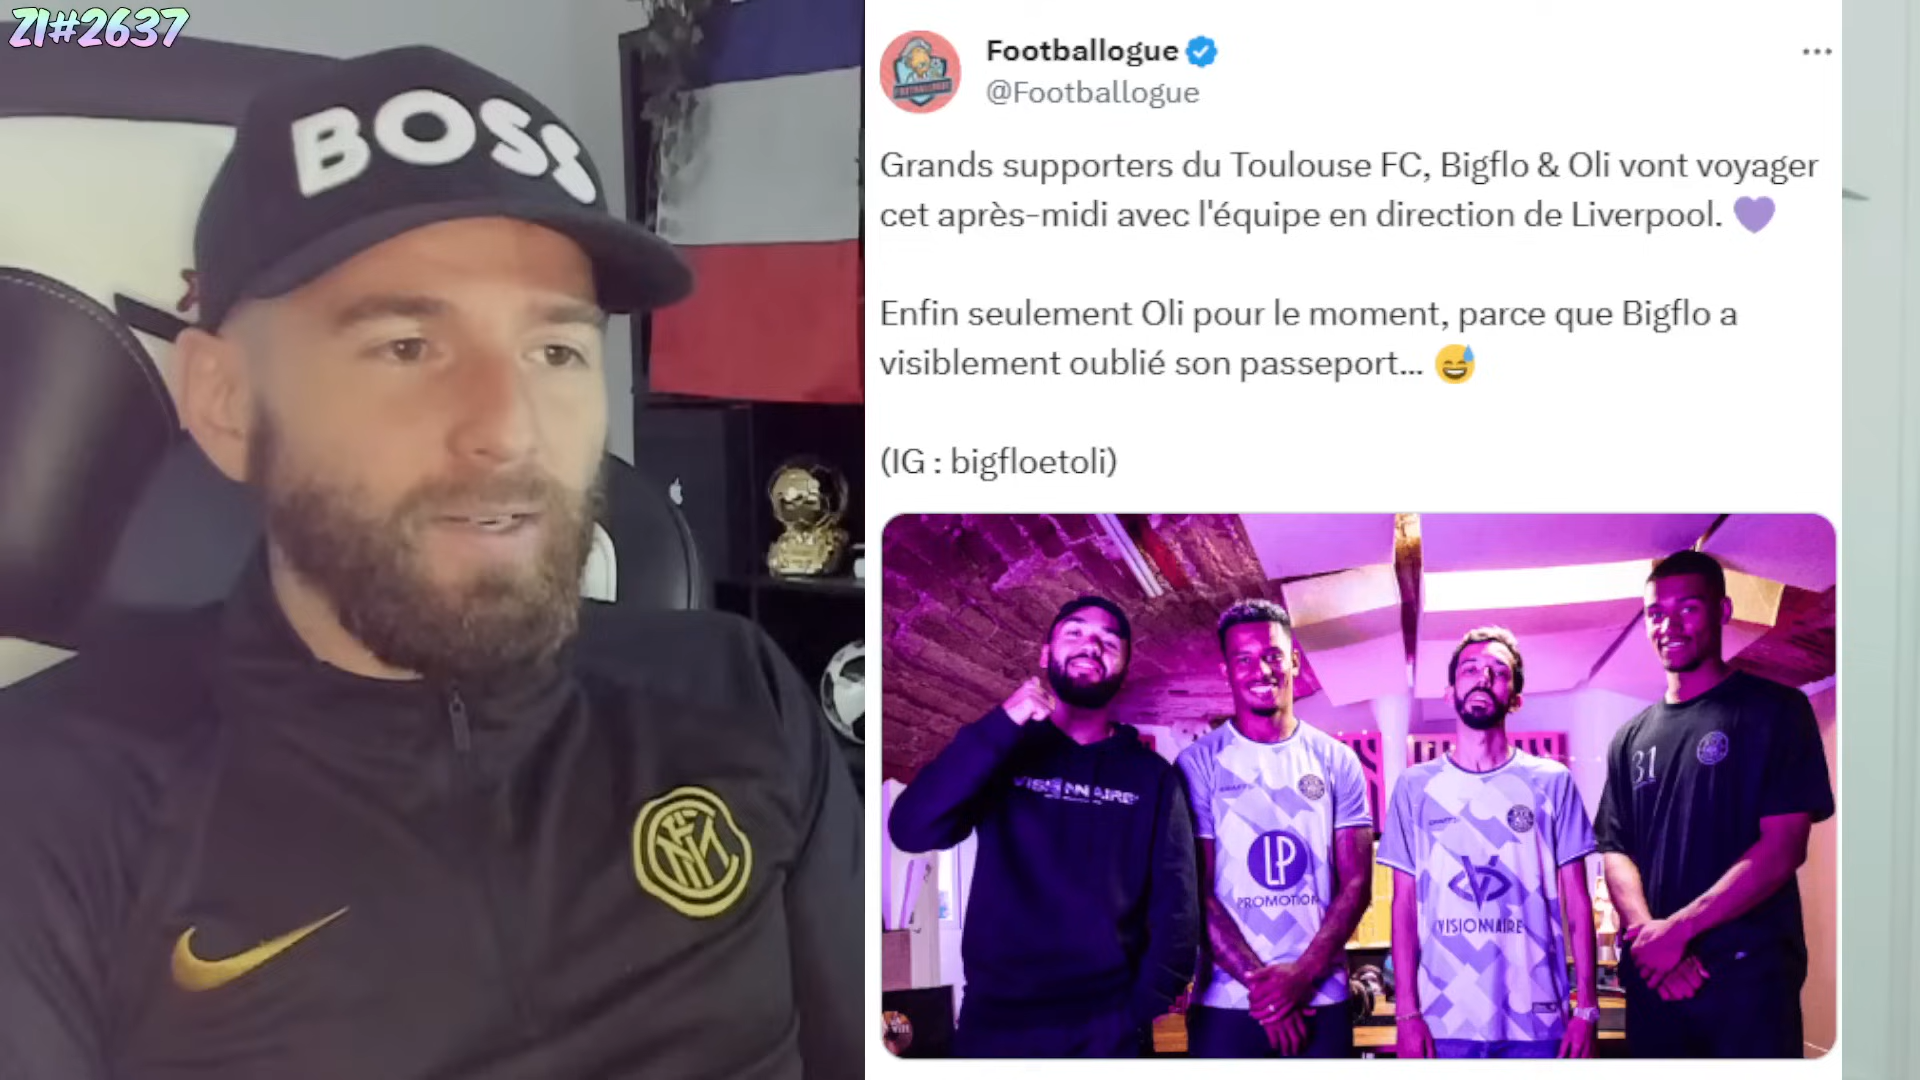 ZI#2637
BOSS
Footballogue
@Footballogue
Grands supporters du Toulouse FC, Bigflo & Oli vont voyager
cet après-midi avec l'équipe en direction de Liverpool. 💜
Enfin seulement Oli pour le moment, parce que Bigflo a
visiblement oublié son passeport... 😅
(IG : bigfloetoli)
VISIONNAIRE
LP
PROMOTION
VISIONNAIRE
31